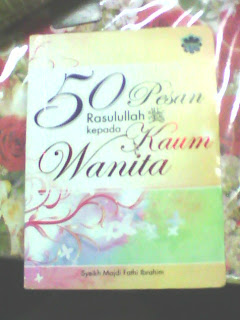 50 Pesan
Rasulullah ﷺ
kepada Kaum
Wanita
Syeikh Majdi Fathi Ibrahim